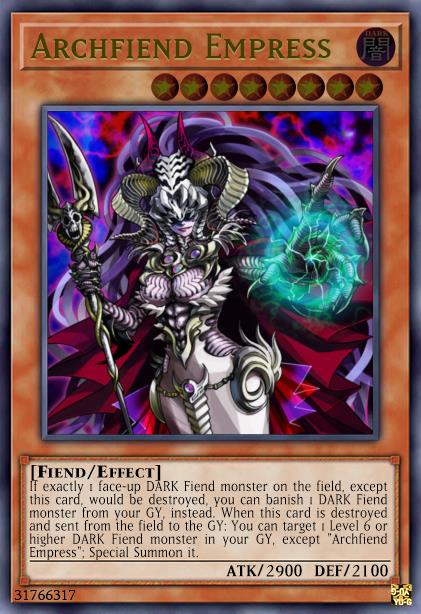 ARCHFIEND EMPRESS
DARK
闇
[FIEND/EFFECT]
If exactly 1 face-up DARK Fiend monster on the field, except
this card, would be destroyed, you can banish 1 DARK Fiend
monster from your GY, instead. When this card is destroyed
and sent from the field to the GY: You can target 1 Level 6 or
higher DARK Fiend monster in your GY, except "Archfiend
Empress"; Special Summon it.
ATK/2900 DEF/2100
31766317